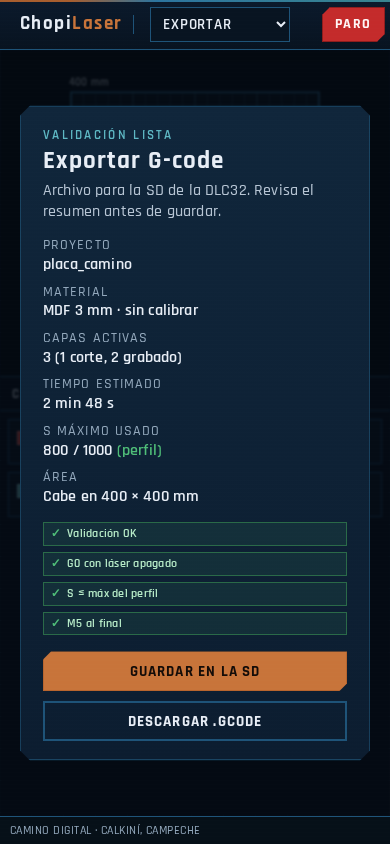 ChopiLaser EXPORTAR PARO
400 mm
VALIDACIÓN LISTA
Exportar G-code
Archivo para la SD de la DLC32. Revisa el
resumen antes de guardar.
PROYECTO
placa_camino
MATERIAL
MDF 3 mm · sin calibrar
CAPAS ACTIVAS
3 (1 corte, 2 grabado)
TIEMPO ESTIMADO
2 min 48 s
S MÁXIMO USADO
800 / 1000 (perfil)
ÁREA
Cabe en 400 × 400 mm
✓ Validación OK
✓ G0 con láser apagado
✓ S ≤ máx del perfil
✓ M5 al final
GUARDAR EN LA SD
DESCARGAR .GCODE
CAMINO DIGITAL · CALKINÍ, CAMPECHE